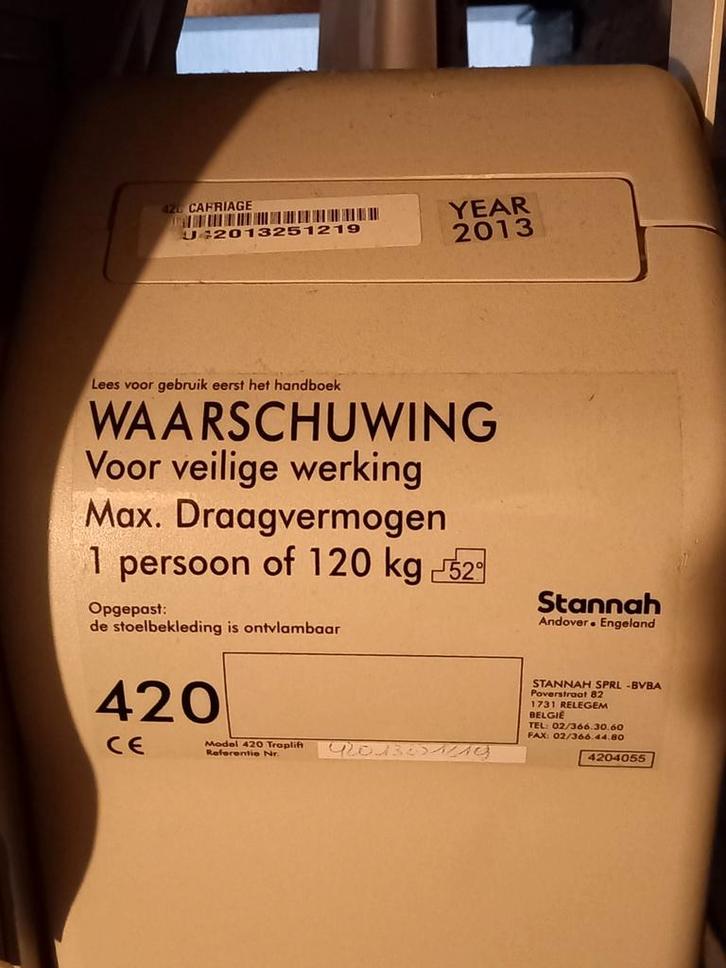 420 CARRIAGE
U42013251219
YEAR
2013
Lees voor gebruik eerst het handboek
WAARSCHUWING
Voor veilige werking
Max. Draagvermogen
1 persoon of 120 kg 52°
Opgepast:
de stoelbekleding is ontvlambaar
Stannah
Andover • Engeland
420
CE
Model 420 Traplift
Referentie Nr.
STANNAH SPRL -BVBA
Poverstraat 82
1731 RELEGEM
BELGIË
TEL: 02/366.30.60
FAX: 02/366.44.80
4204055